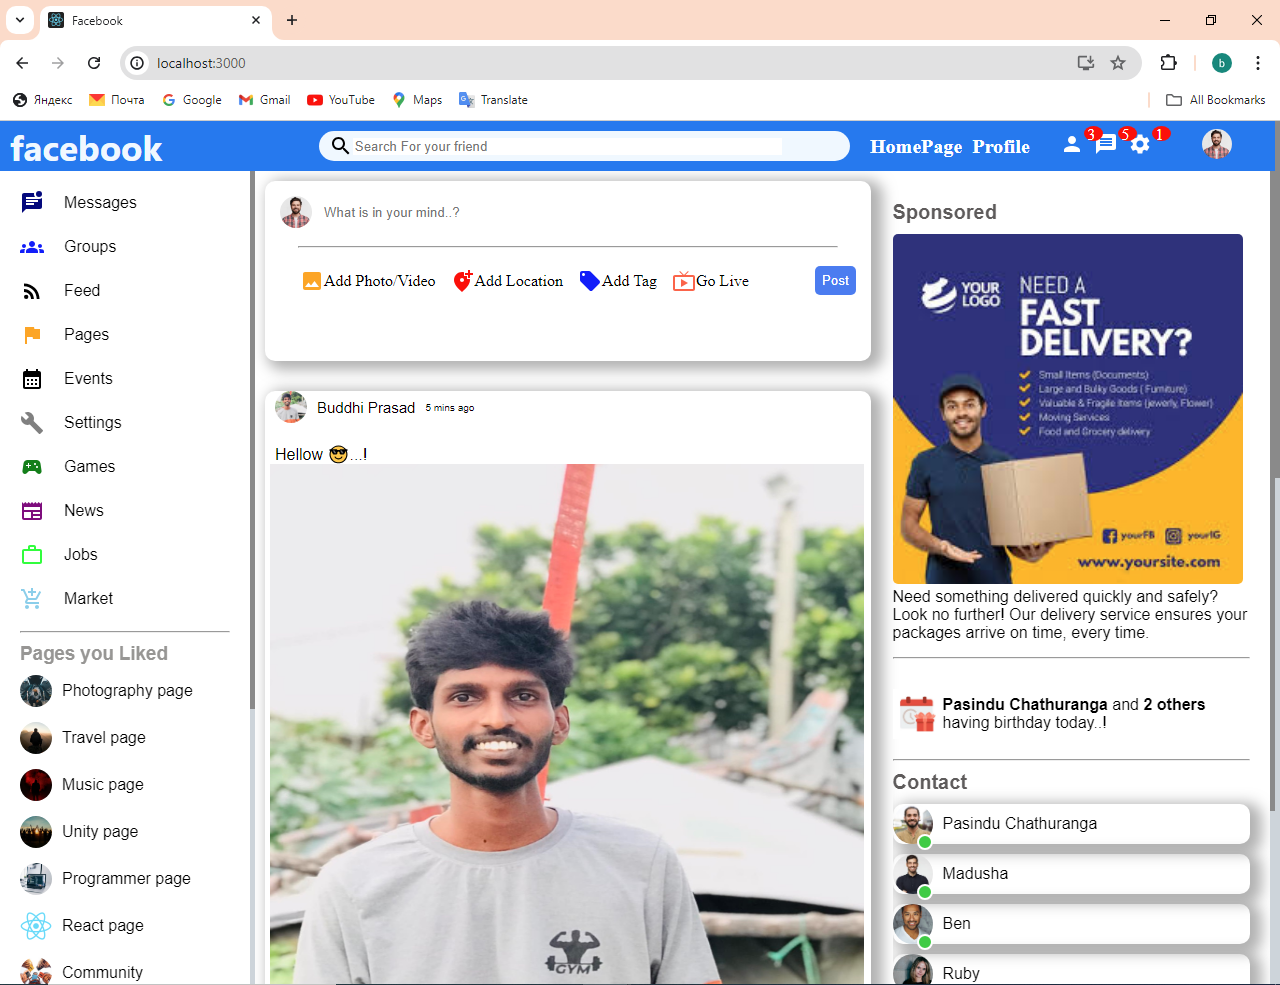 Facebook
localhost:3000
b
Яндекс
Почта
Google
Gmail
YouTube
Maps
Translate
All Bookmarks
facebook
Search For your friend
HomePage Profile
3
5
1
Messages
Groups
Feed
Pages
Events
Settings
Games
News
Jobs
Market
Pages you Liked
Photography page
Travel page
Music page
Unity page
Programmer page
React page
Community
What is in your mind..?
Add Photo/Video
Add Location
Add Tag
Go Live
Post
Buddhi Prasad 5 mins ago
Hellow 😎...!
GYM
Sponsored
YOUR
LOGO
NEED A
FAST
DELIVERY?
Small Items (Documents)
Large and Bulky Goods ( Furniture)
Valuable & Fragile Items (jewerly, Flower)
Moving Services
Food and Grocery delivery
yourFB
yourIG
www.yoursite.com
Need something delivered quickly and safely?
Look no further! Our delivery service ensures your
packages arrive on time, every time.
Pasindu Chathuranga and 2 others
having birthday today..!
Contact
Pasindu Chathuranga
Madusha
Ben
Ruby